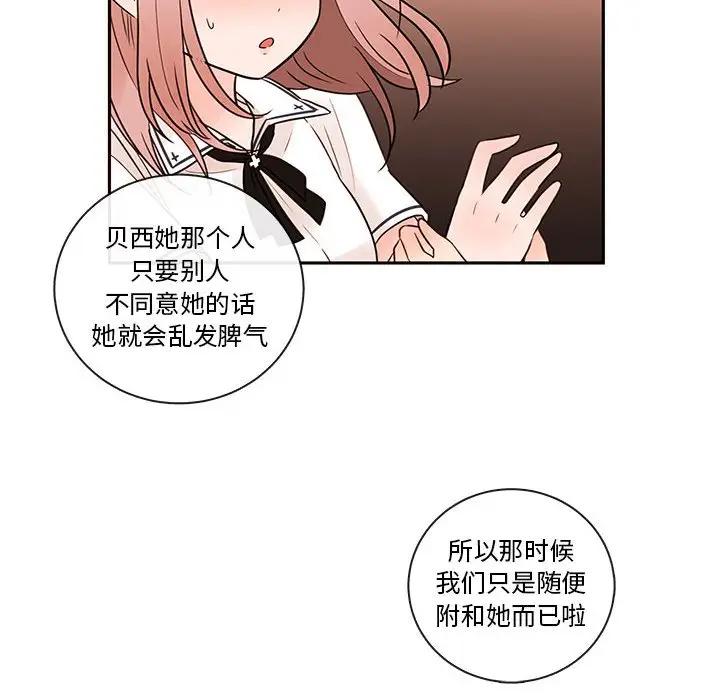 贝西她那个人
只要别人
不同意她的话
她就会乱发脾气
所以那时候
我们只是随便
附和她而已啦